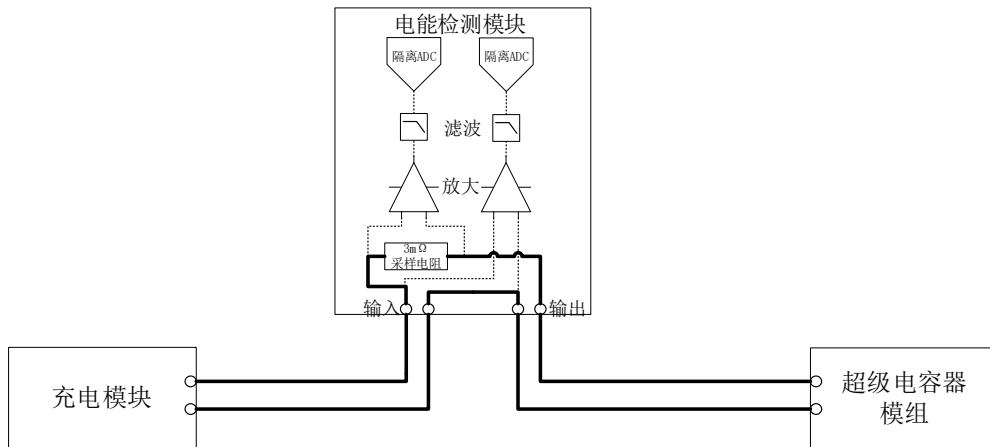 电能检测模块
隔离ADC
隔离ADC
滤波
放大
3mΩ
采样电阻
输入
输出
充电模块
超级电容器
模组